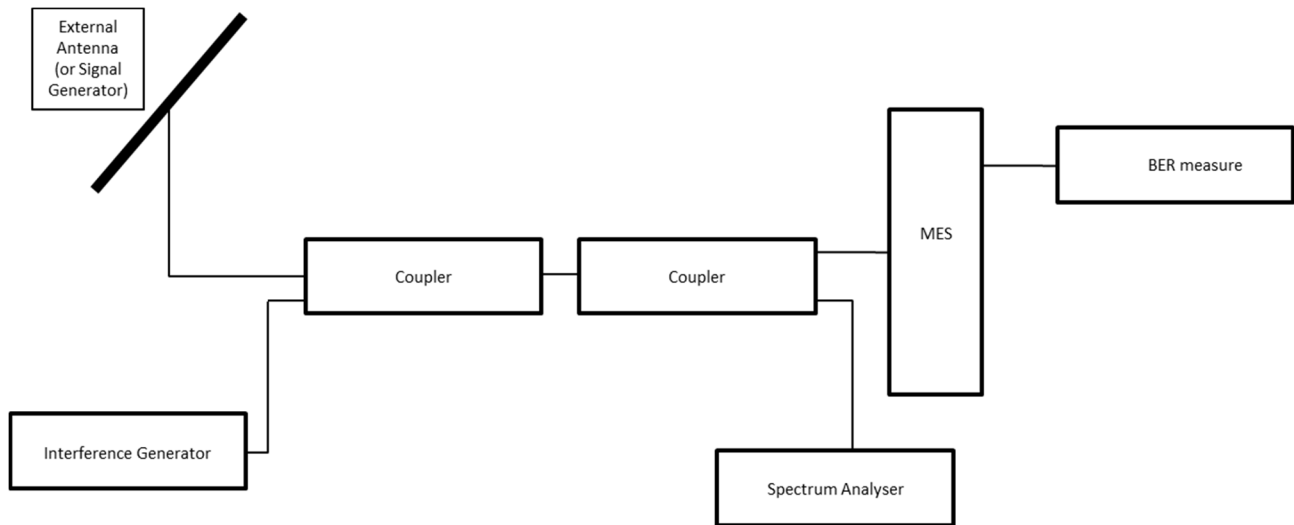 External
Antenna
(or Signal
Generator)
BER measure
MES
Coupler
Coupler
Interference Generator
Spectrum Analyser